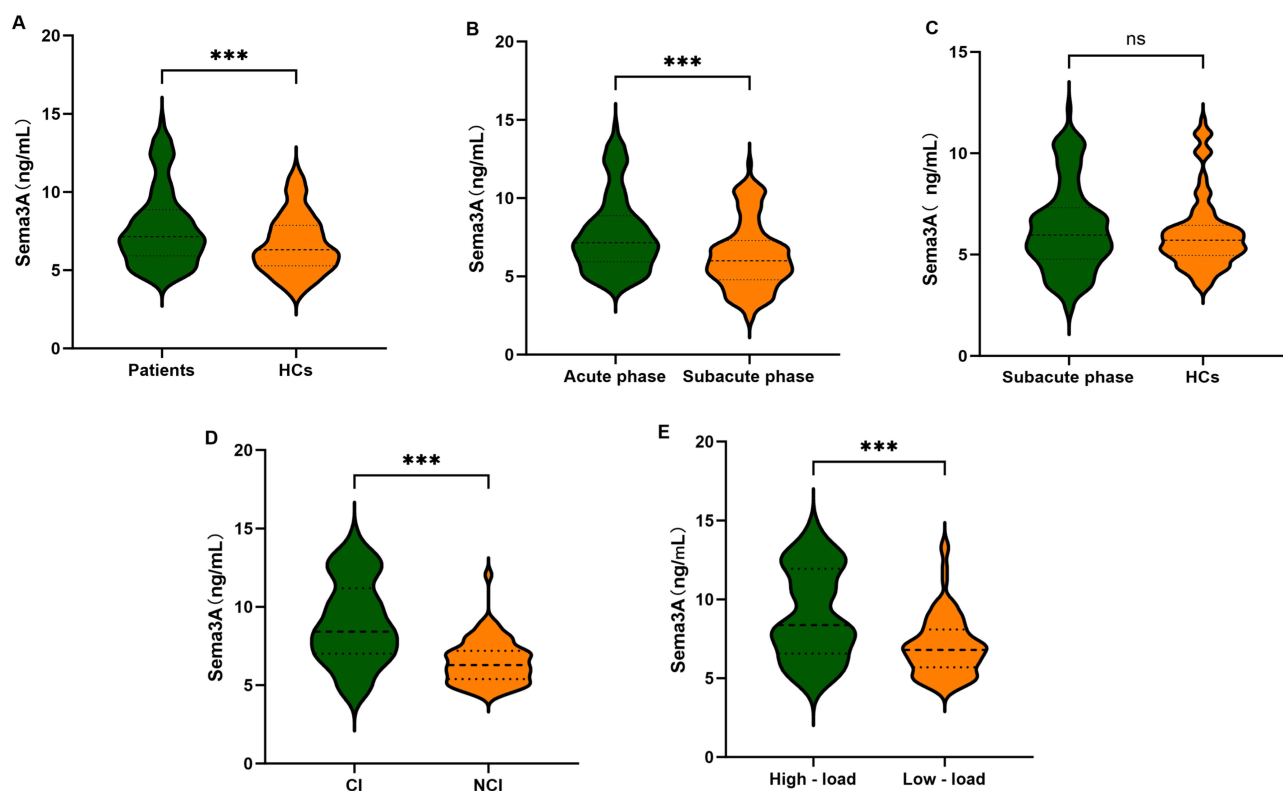 A
Sema3A（ng/mL）
20
15
10
5
0
***
Patients
HCs
B
Sema3A（ng/mL）
20
15
10
5
0
***
Acute phase
Subacute phase
C
Sema3A（ ng/mL）
15
10
5
0
ns
Subacute phase
HCs
D
Sema3A（ng/mL）
20
15
10
5
0
***
CI
NCI
E
Sema3A（ng/mL）
20
15
10
5
0
***
High - load
Low - load